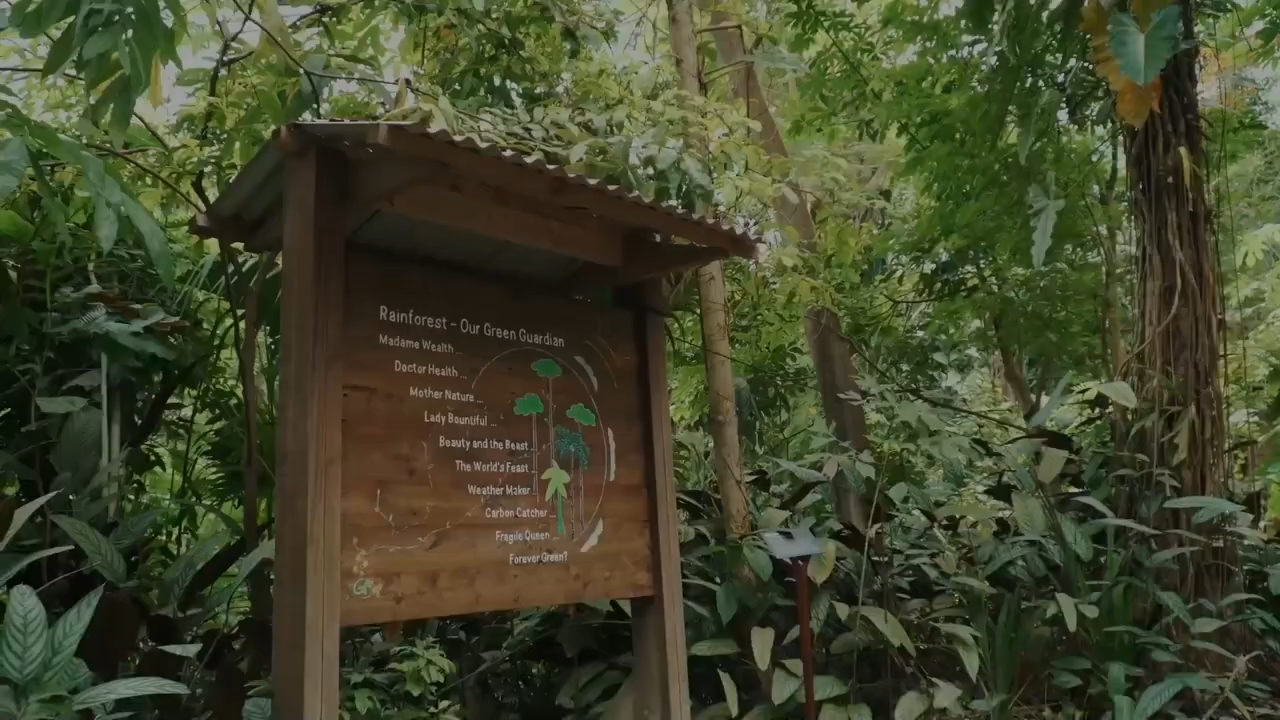 Rainforest - Our Green Guardian
Madame Wealth ...
Doctor Health ...
Mother Nature ...
Lady Bountiful ...
Beauty and the Beast
The World's Feast
Weather Maker
Carbon Catcher ...
Fragile Queen ...
Forever Green?